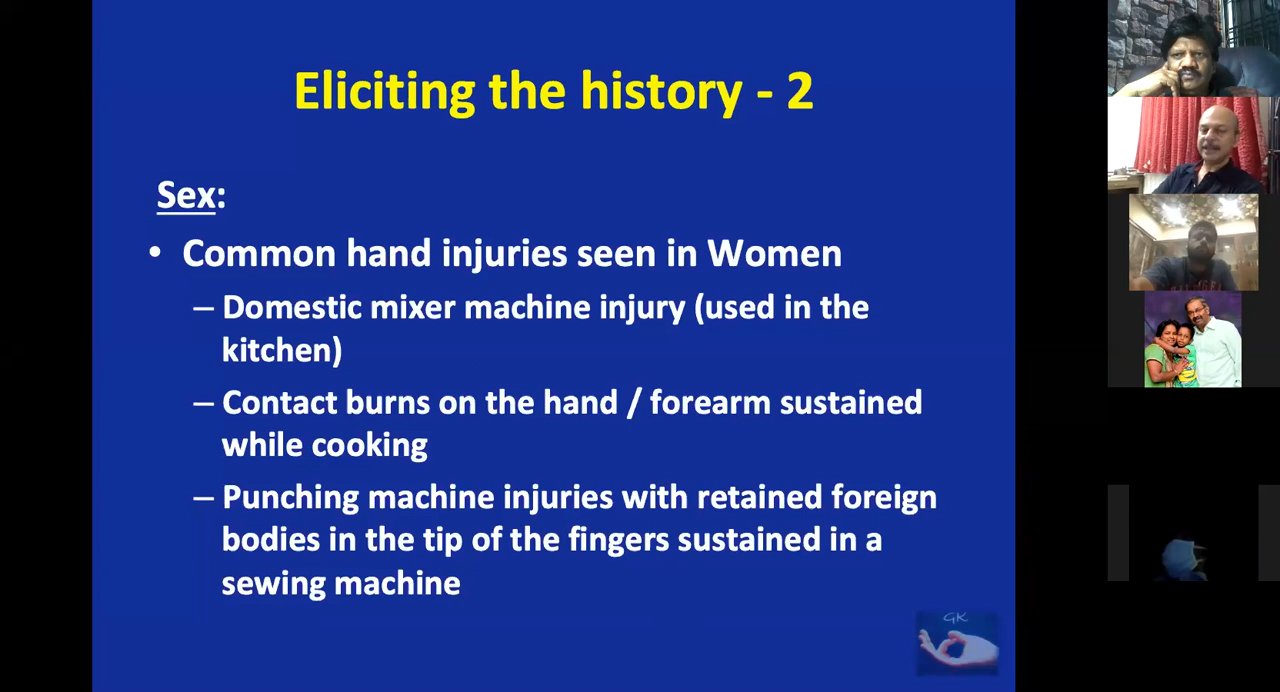 Eliciting the history - 2
Sex:
• Common hand injuries seen in Women
– Domestic mixer machine injury (used in the
kitchen)
– Contact burns on the hand / forearm sustained
while cooking
– Punching machine injuries with retained foreign
bodies in the tip of the fingers sustained in a
sewing machine
GK